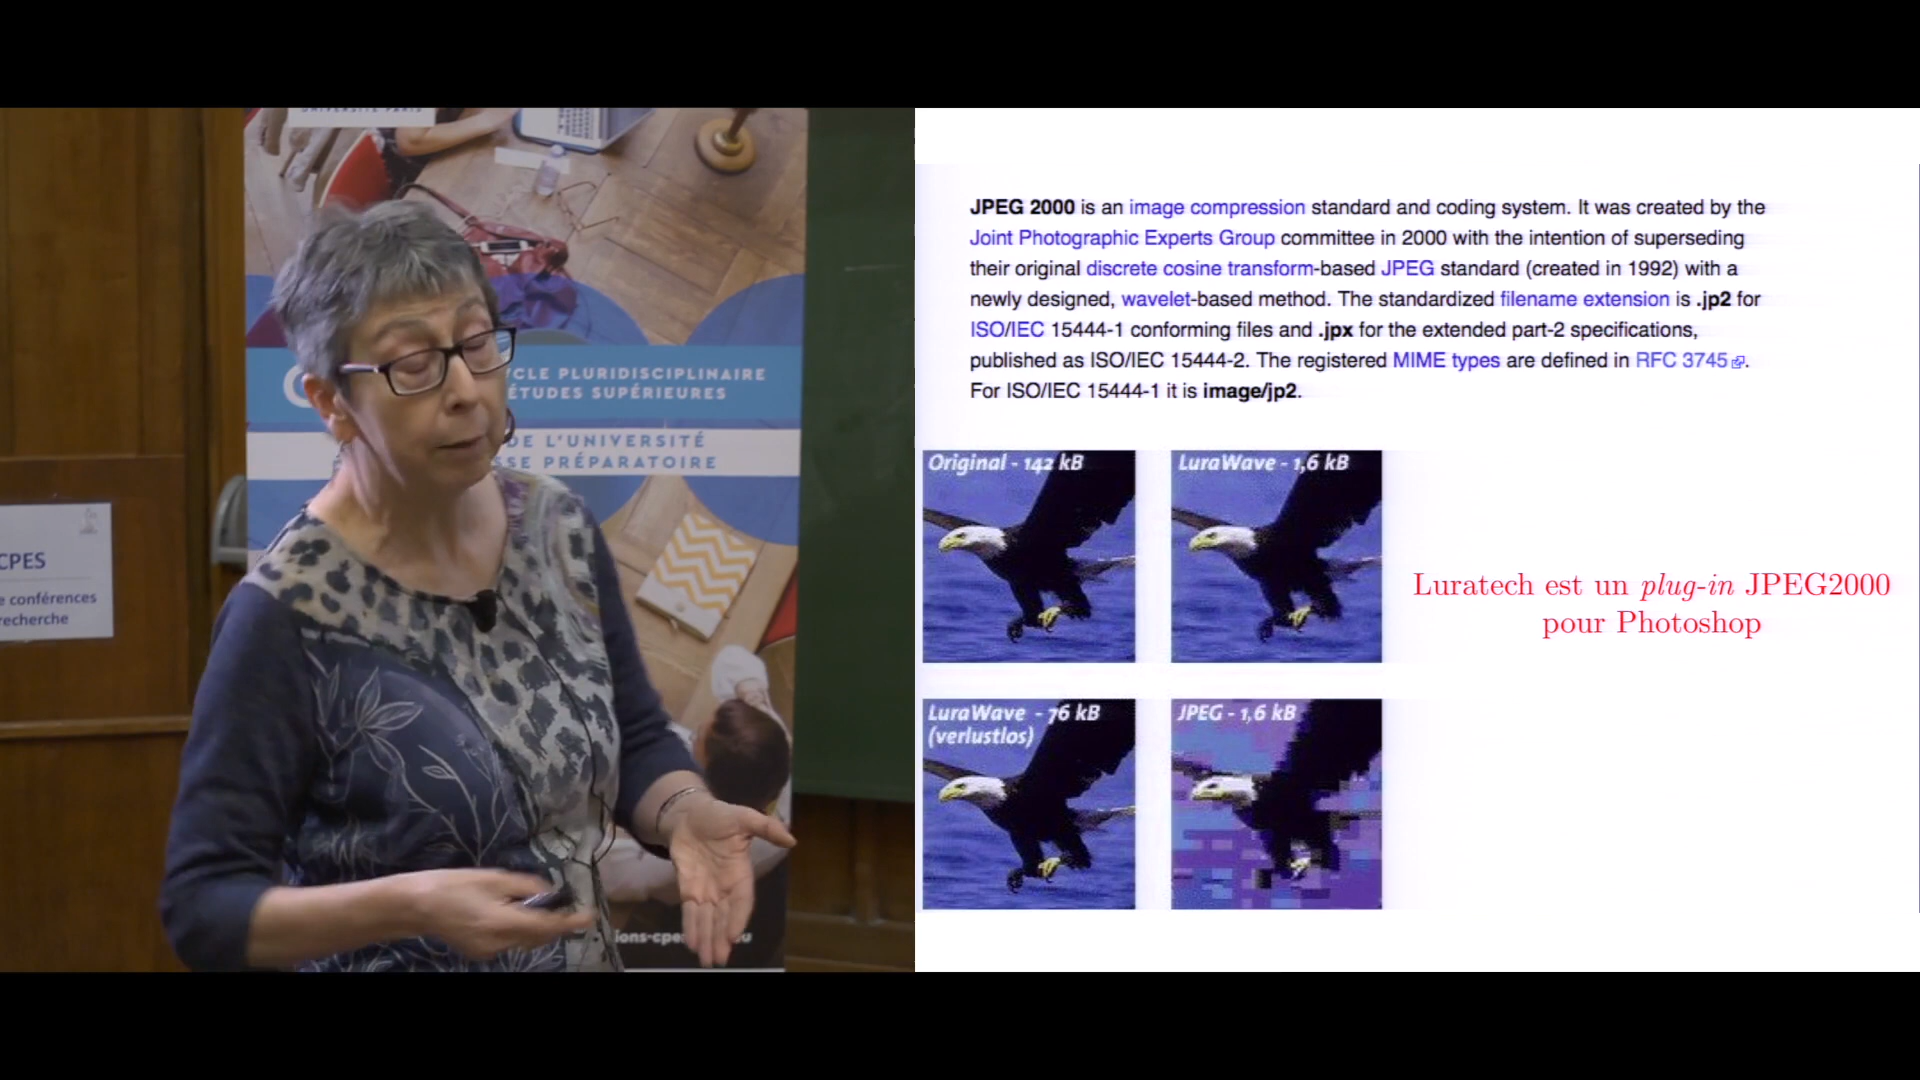 UNIVERSITÉ PARIS
YCLE PLURIDISCIPLINAIRE
ÉTUDES SUPÉRIEURES
DE L'UNIVERSITÉ
SSE PRÉPARATOIRE
CPES
e conférences
recherche
ions-cpe
JPEG 2000 is an image compression standard and coding system. It was created by the
Joint Photographic Experts Group committee in 2000 with the intention of superseding
their original discrete cosine transform-based JPEG standard (created in 1992) with a
newly designed, wavelet-based method. The standardized filename extension is .jp2 for
ISO/IEC 15444-1 conforming files and .jpx for the extended part-2 specifications,
published as ISO/IEC 15444-2. The registered MIME types are defined in RFC 3745.
For ISO/IEC 15444-1 it is image/jp2.
Original - 142 kB
LuraWave - 1,6 kB
Luratech est un plug-in JPEG2000
pour Photoshop
LuraWave - 76 kB
(verlustlos)
JPEG - 1,6 kB